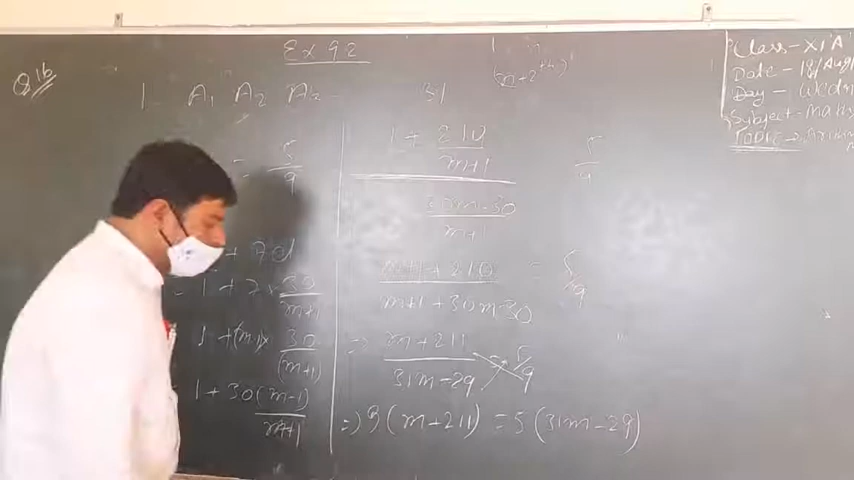 Ex 9.2
Class - XI 'A'
Date - 18/Aug/
Day - Wedn
Subject - Maths
TOPIC →
Q 16
1 A₁ A₂ A₃ 31
= 5/9
+ 7d
= 1 + 7 × 30/(m+1)
1 + (m-1) × 30/(m+1)
= 1 + 30(m-1)/(m+1)
1 + 210/(m+1)
5/9
30m-30/(m+1)
m+1+210/(m+1+30m-30) = 5/9
⇒ m+211/(31m-29) = 5/9
⇒ 9(m+211) = 5(31m-29)